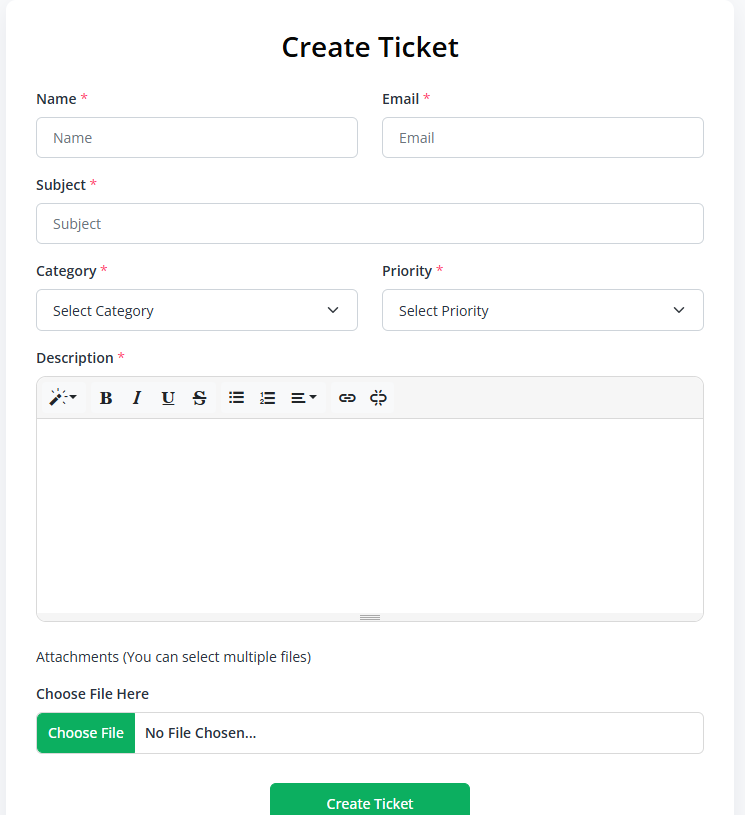 Create Ticket
Name * Email *
Name Email
Subject *
Subject
Category * Priority *
Select Category Select Priority
Description *
B I U S
Attachments (You can select multiple files)
Choose File Here
Choose File No File Chosen...
Create Ticket